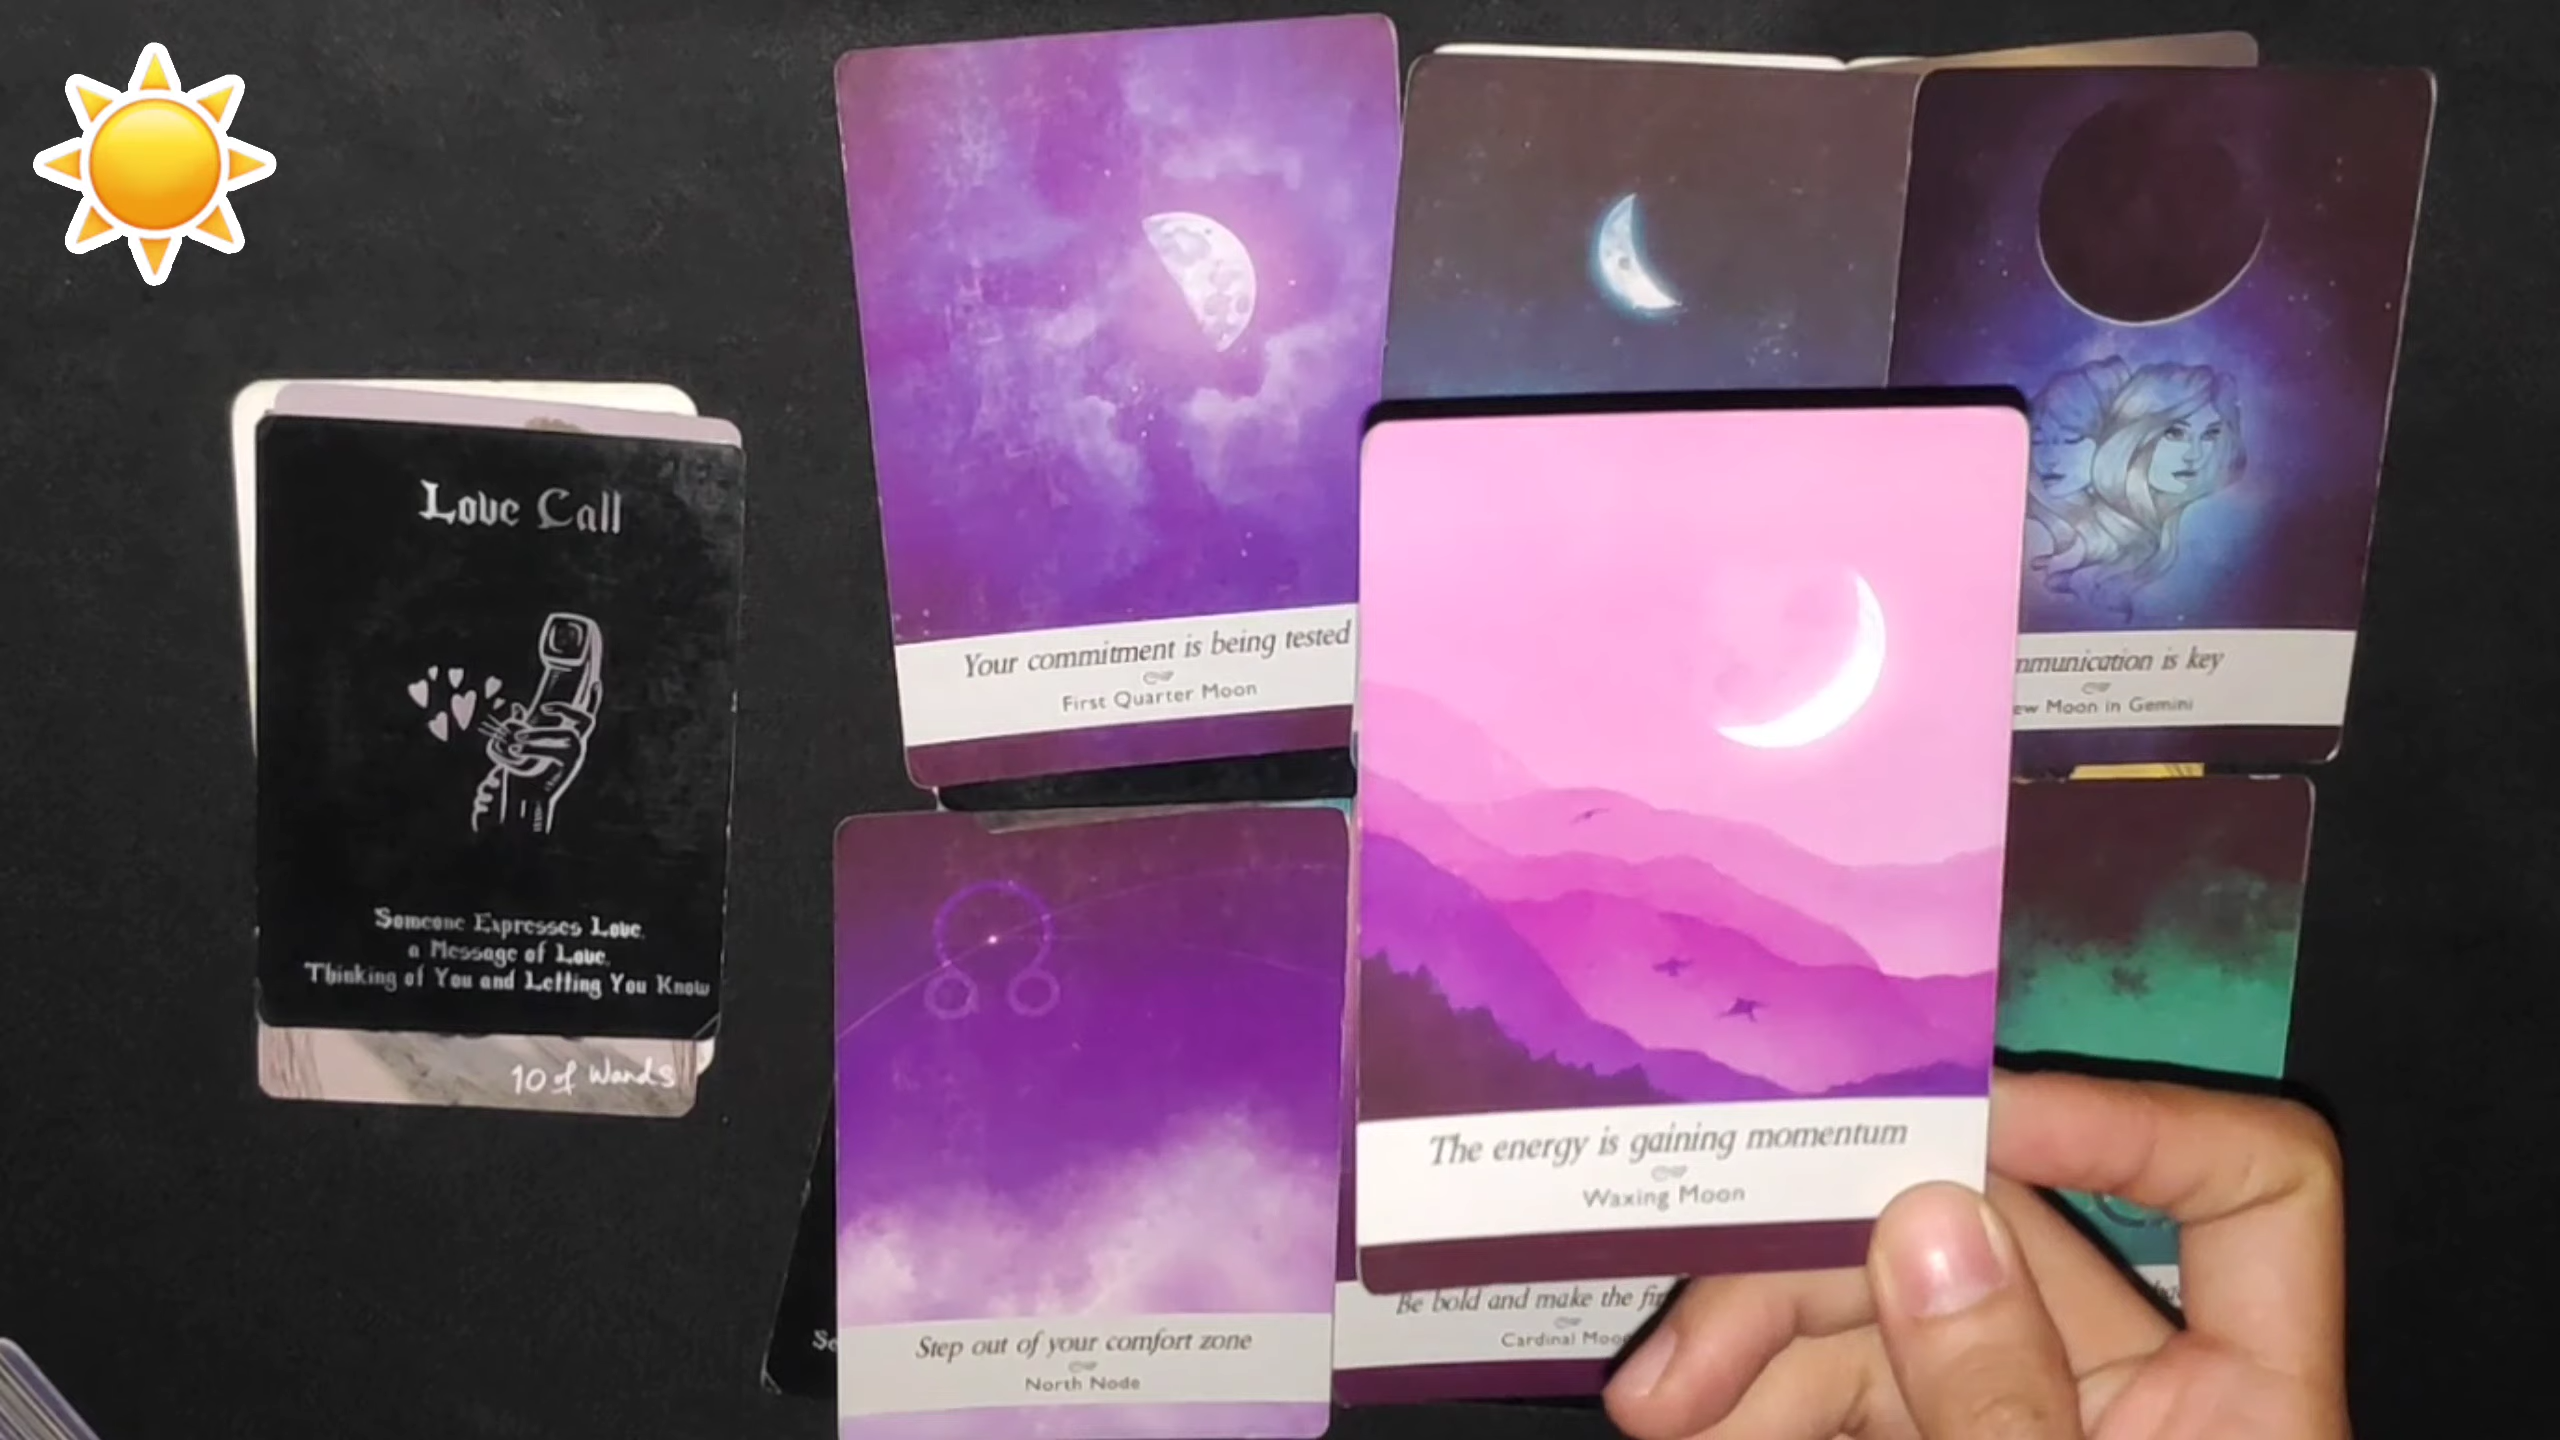 Love Call
Someone Expresses Love,
a Message of Love,
Thinking of You and Letting You Know
10 of Wands
Your commitment is being tested
First Quarter Moon
is key
Moon in Gemini
The energy is gaining momentum
Waxing Moon
Step out of your comfort zone
North Node
Be bold and make the
Cardinal